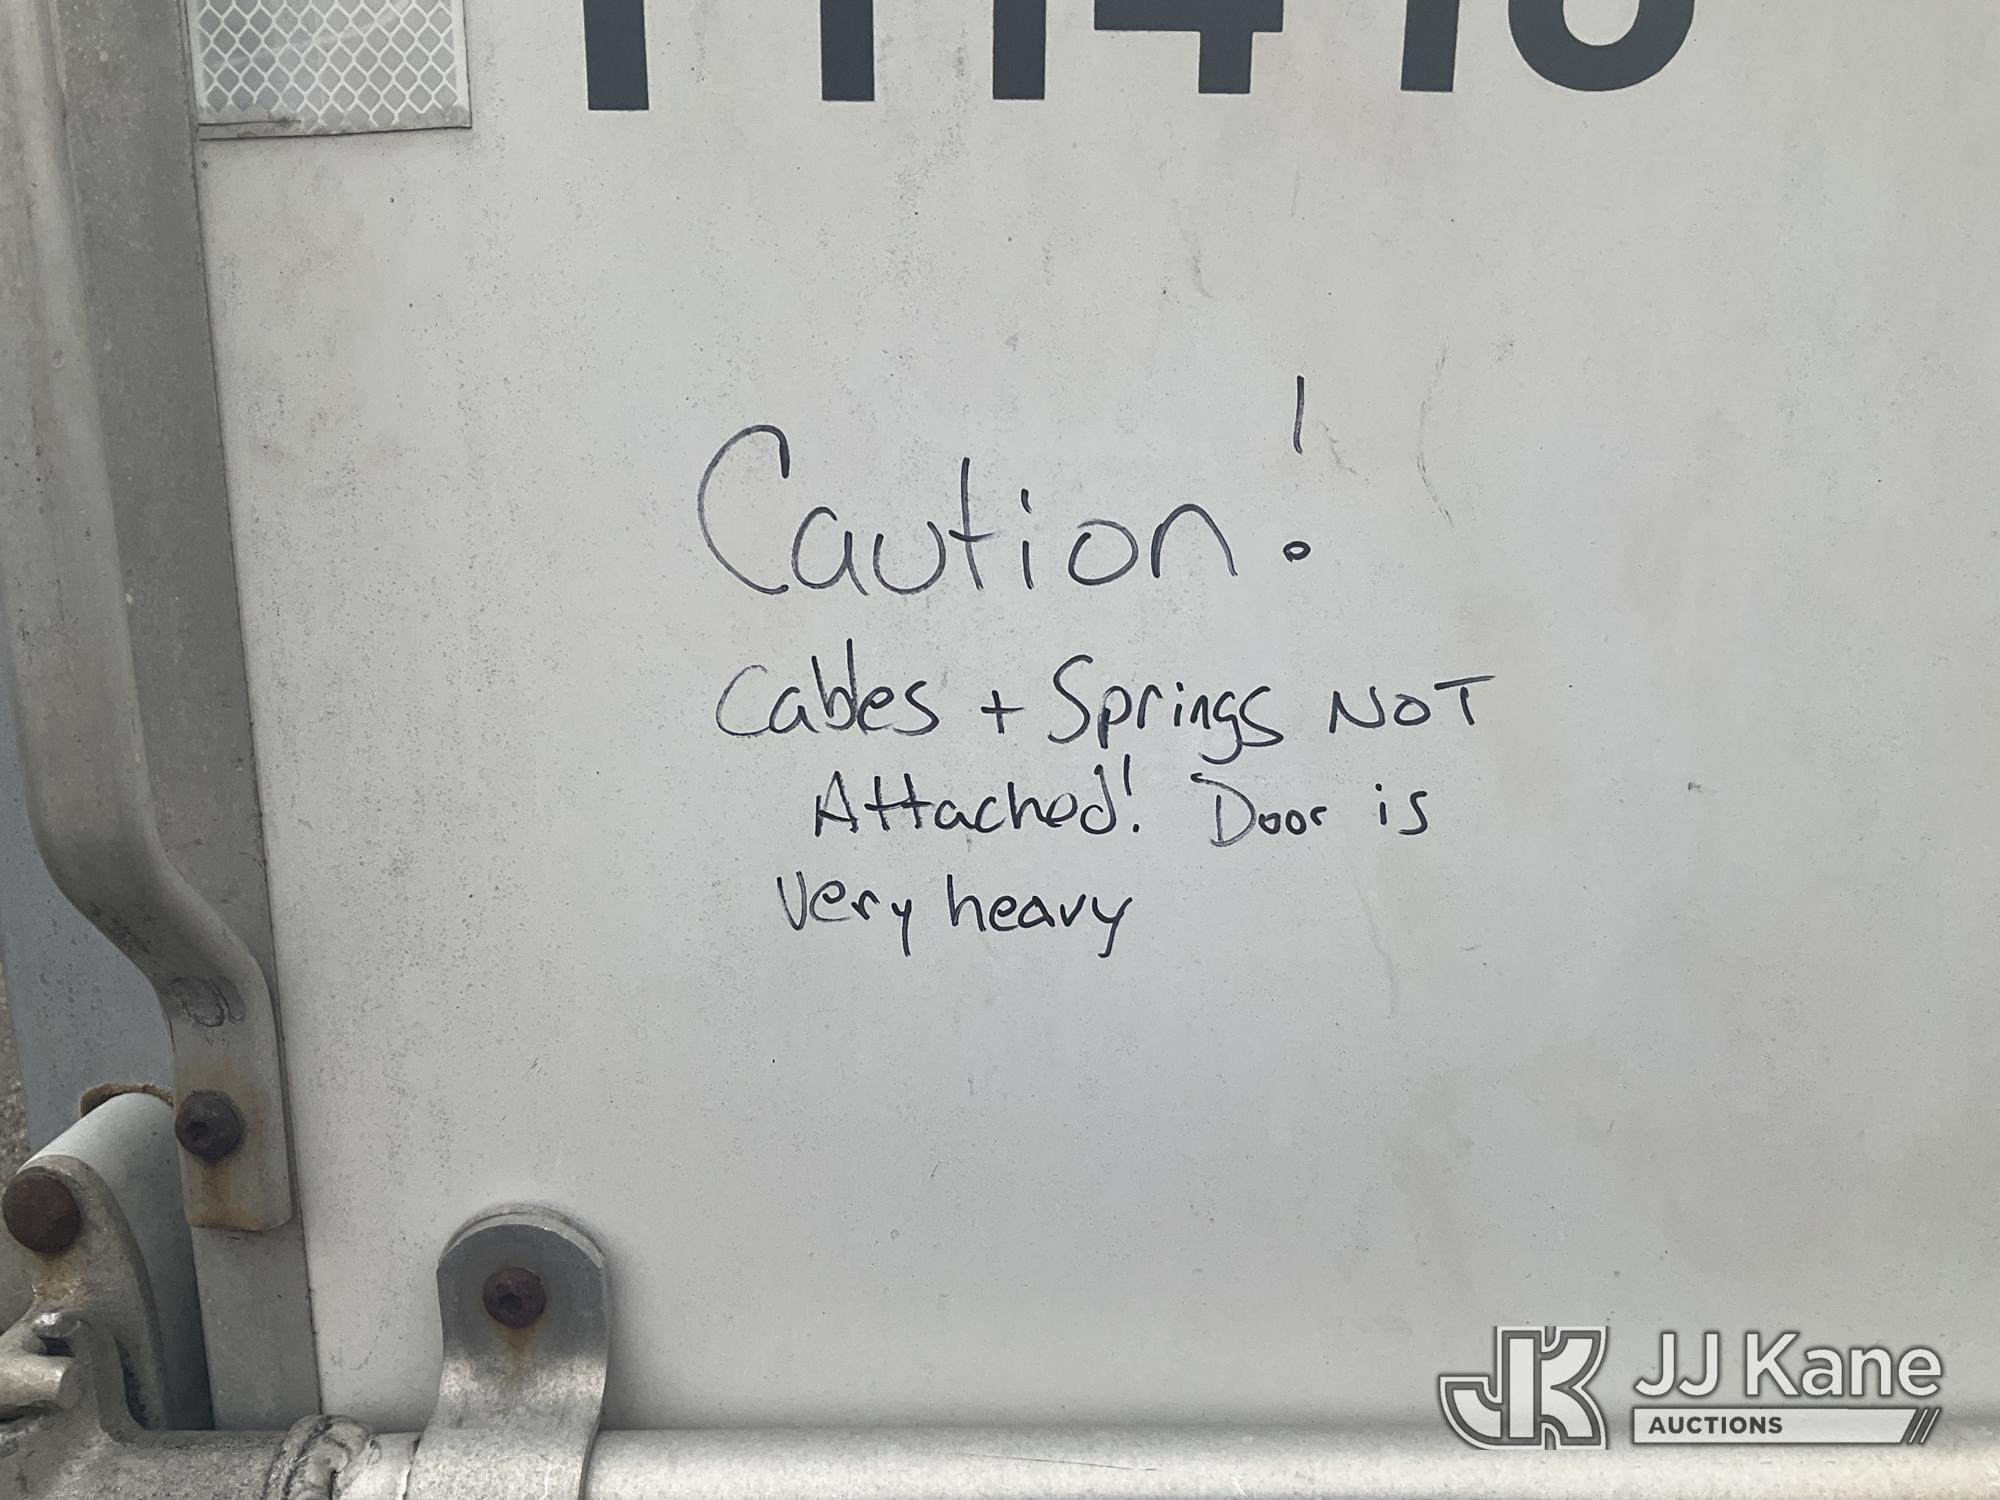 Caution!
Cables + Springs NOT
Attached! Door is
very heavy
JJ Kane
AUCTIONS